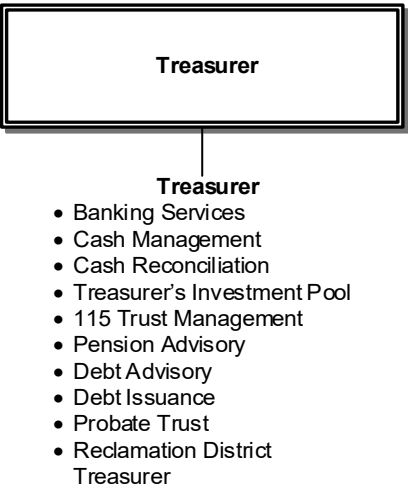 Treasurer
Treasurer
• Banking Services
• Cash Management
• Cash Reconciliation
• Treasurer's Investment Pool
• 115 Trust Management
• Pension Advisory
• Debt Advisory
• Debt Issuance
• Probate Trust
• Reclamation District
Treasurer